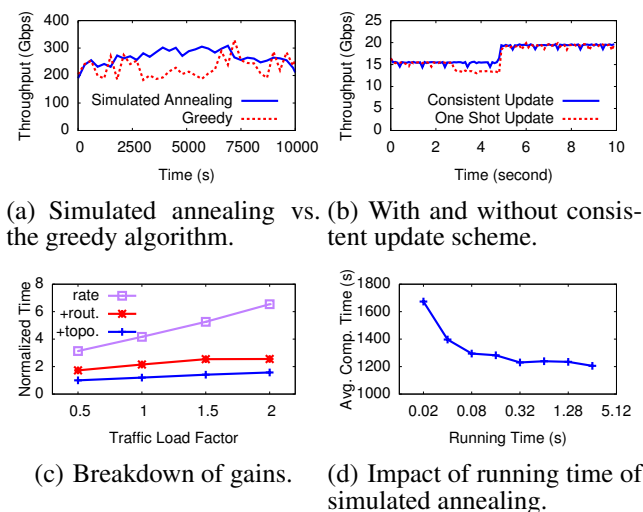 Throughput (Gbps)
400
300
200
100
0
Simulated Annealing
Greedy
0 2500 5000 7500 10000
Time (s)
Throughput (Gbps)
25
20
15
10
5
0
Consistent Update
One Shot Update
0 2 4 6 8 10
Time (second)
(a) Simulated annealing vs.
the greedy algorithm.
(b) With and without consis-
tent update scheme.
Normalized Time
8
6
4
2
0
rate
+rout.
+topo.
0.5 1 1.5 2
Traffic Load Factor
Avg. Comp. Time (s)
1800
1600
1400
1200
1000
0.02 0.08 0.32 1.28 5.12
Running Time (s)
(c) Breakdown of gains.
(d) Impact of running time of
simulated annealing.